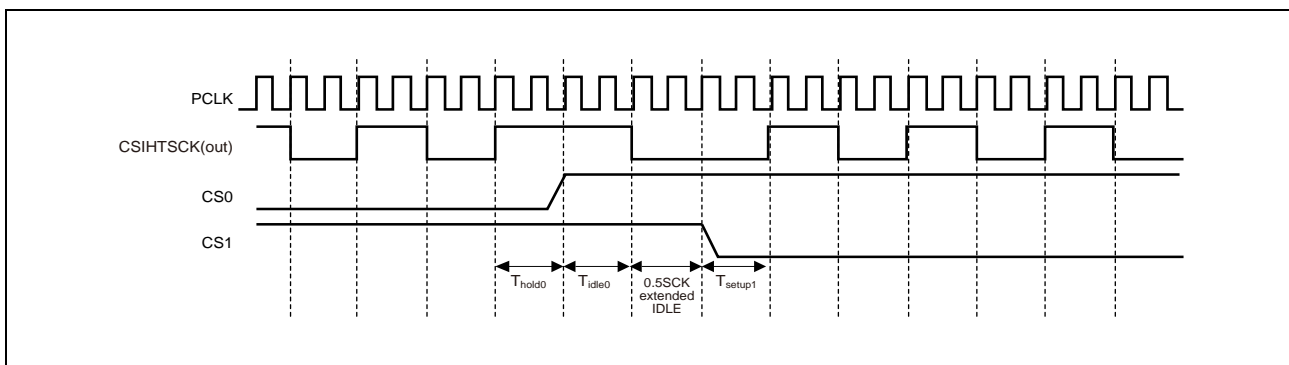 PCLK
CSIHTSCK(out)
CS0
CS1
Thold0
Tidle0
0.5SCK
extended
IDLE
Tsetup1